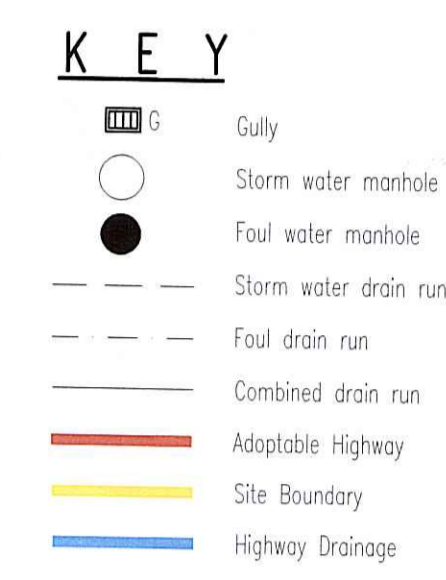 K E Y
G Gully
Storm water manhole
Foul water manhole
Storm water drain run
Foul drain run
Combined drain run
Adoptable Highway
Site Boundary
Highway Drainage